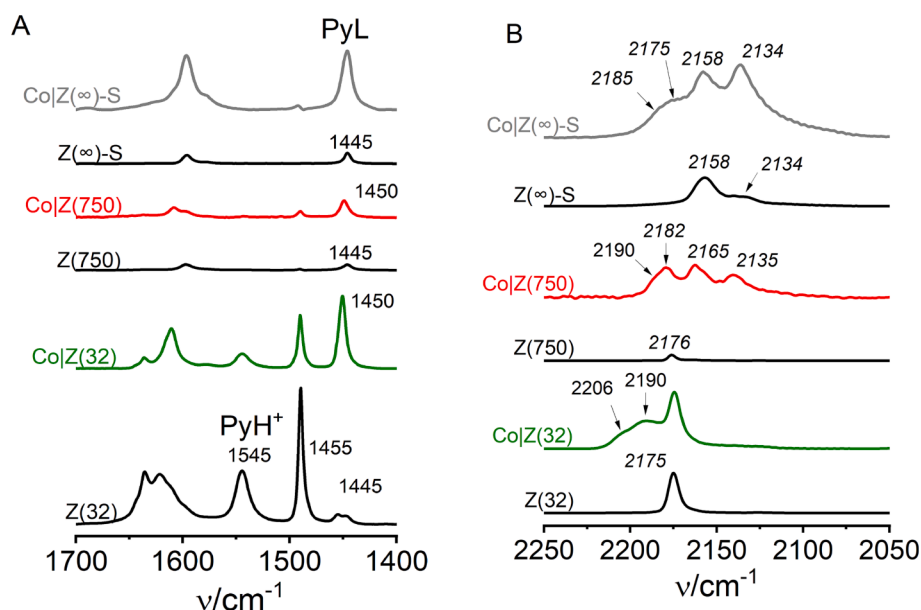 A
PyL
Co|Z(∞)-S
Z(∞)-S
1445
Co|Z(750)
1450
Z(750)
1445
Co|Z(32)
1450
PyH⁺
1545
1455
1445
Z(32)
1700 1600 1500 1400
ν/cm⁻¹
B
2134
2158
2175
2185
Co|Z(∞)-S
2158
2134
Z(∞)-S
2182
2190
2165
2135
Co|Z(750)
2176
Z(750)
2206
2190
Co|Z(32)
2175
Z(32)
2250 2200 2150 2100 2050
ν/cm⁻¹